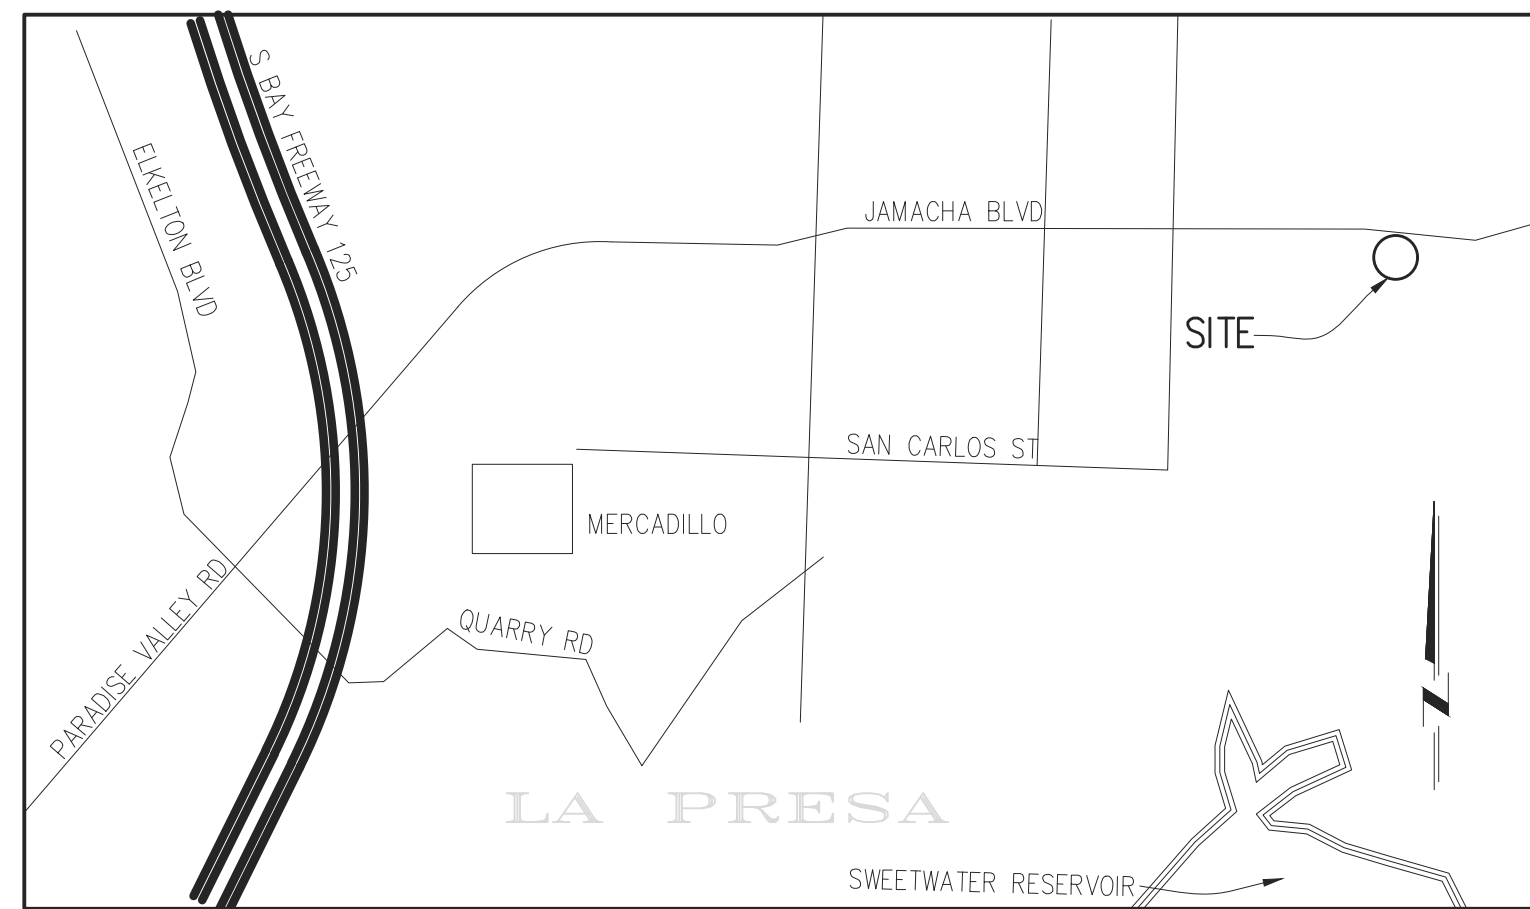 S BAY FREEWAY 125
ELKELTON BLVD
JAMACHA BLVD
SITE
SAN CARLOS ST
MERCADILLO
PARADISE VALLEY RD
QUARRY RD
N
LA PRESA
SWEETWATER RESERVOIR